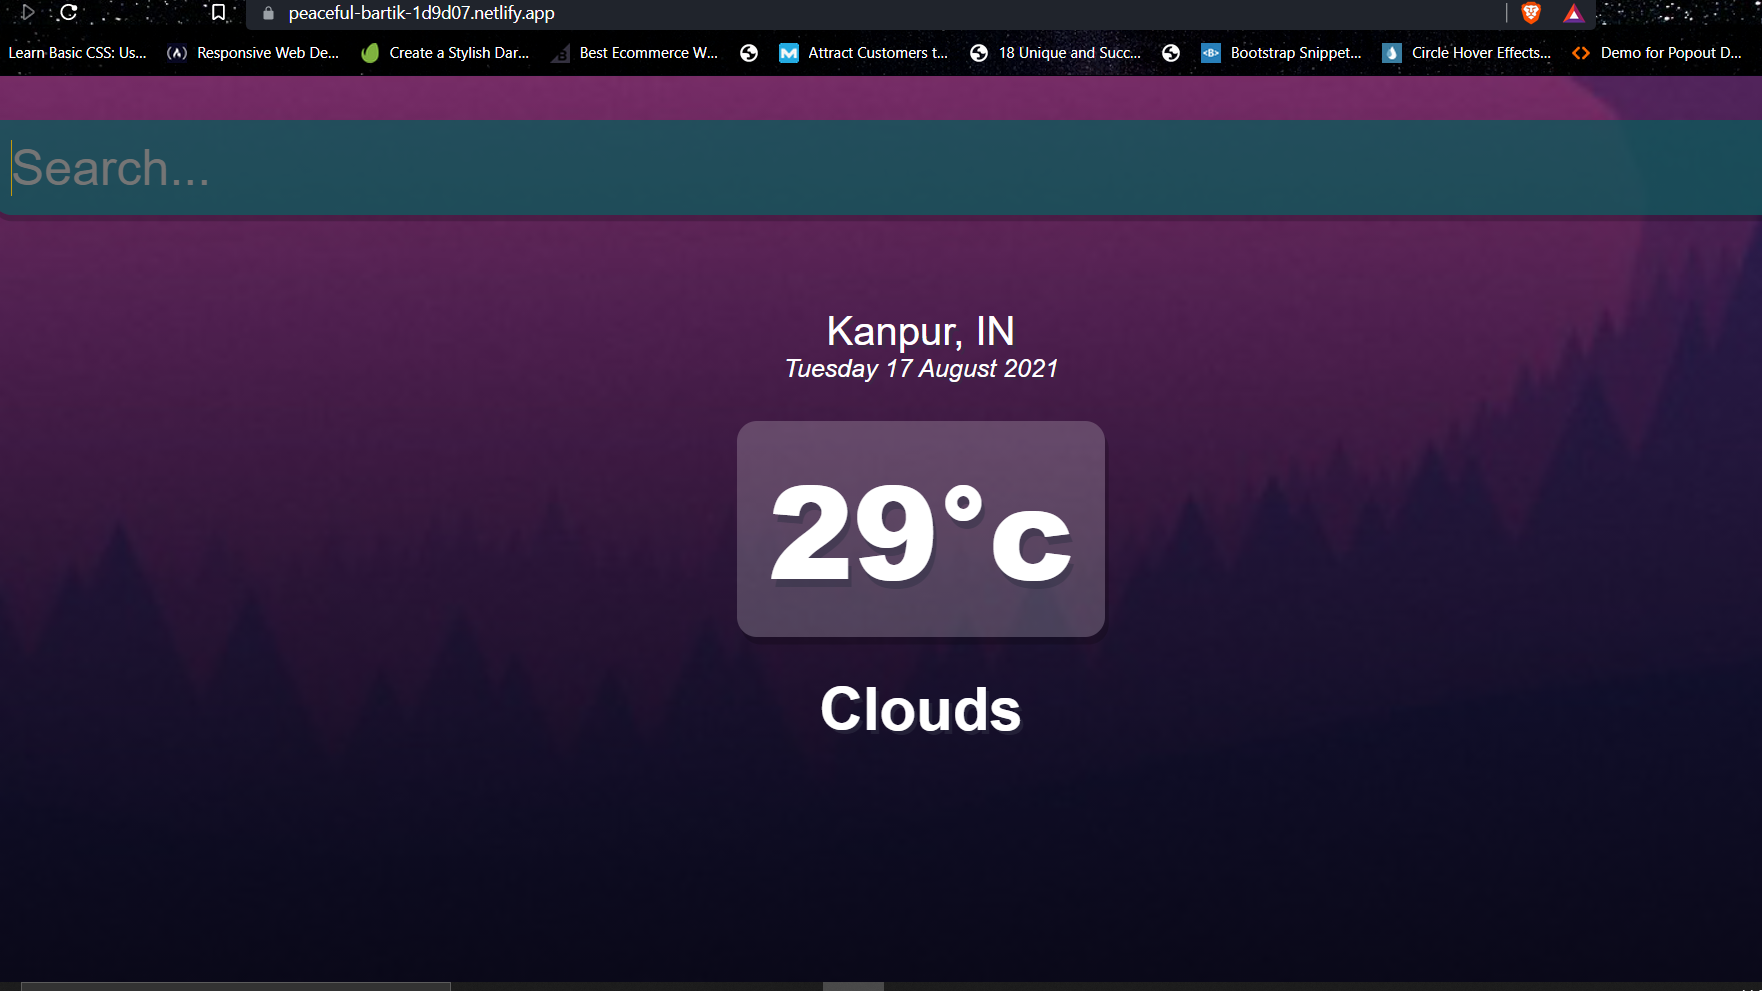 peaceful-bartik-1d9d07.netlify.app
Learn Basic CSS: Us... Responsive Web De... Create a Stylish Dar... Best Ecommerce W... Attract Customers t... 18 Unique and Succ... Bootstrap Snippet... Circle Hover Effects... Demo for Popout D...
Search...
Kanpur, IN
Tuesday 17 August 2021
29°c
Clouds